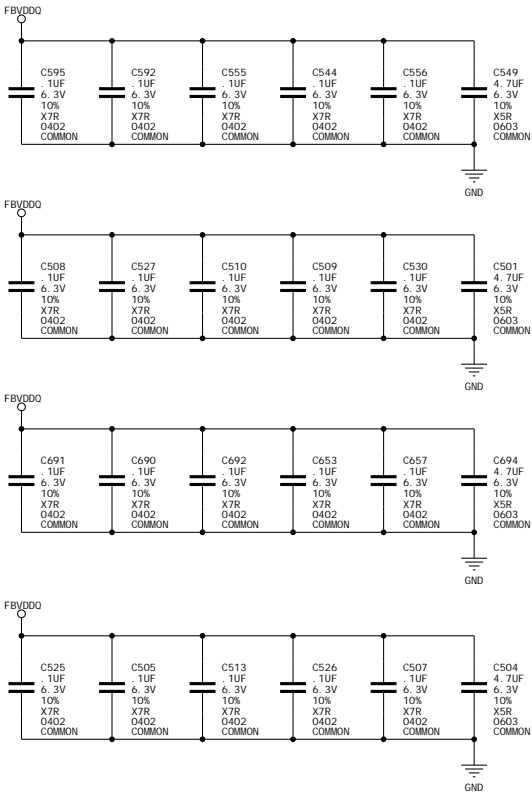 FBVDDQ
C595 C592 C555 C544 C556 C549
.1UF .1UF .1UF .1UF .1UF 4.7UF
6.3V 6.3V 6.3V 6.3V 6.3V 6.3V
10% 10% 10% 10% 10% 10%
X7R X7R X7R X7R X7R X5R
0402 0402 0402 0402 0402 0603
COMMON COMMON COMMON COMMON COMMON COMMON
GND
FBVDDQ
C508 C527 C510 C509 C530 C501
.1UF .1UF .1UF .1UF .1UF 4.7UF
6.3V 6.3V 6.3V 6.3V 6.3V 6.3V
10% 10% 10% 10% 10% 10%
X7R X7R X7R X7R X7R X5R
0402 0402 0402 0402 0402 0603
COMMON COMMON COMMON COMMON COMMON COMMON
GND
FBVDDQ
C691 C690 C692 C653 C657 C694
.1UF .1UF .1UF .1UF .1UF 4.7UF
6.3V 6.3V 6.3V 6.3V 6.3V 6.3V
10% 10% 10% 10% 10% 10%
X7R X7R X7R X7R X7R X5R
0402 0402 0402 0402 0402 0603
COMMON COMMON COMMON COMMON COMMON COMMON
GND
FBVDDQ
C525 C505 C513 C526 C507 C504
.1UF .1UF .1UF .1UF .1UF 4.7UF
6.3V 6.3V 6.3V 6.3V 6.3V 6.3V
10% 10% 10% 10% 10% 10%
X7R X7R X7R X7R X7R X5R
0402 0402 0402 0402 0402 0603
COMMON COMMON COMMON COMMON COMMON COMMON
GND